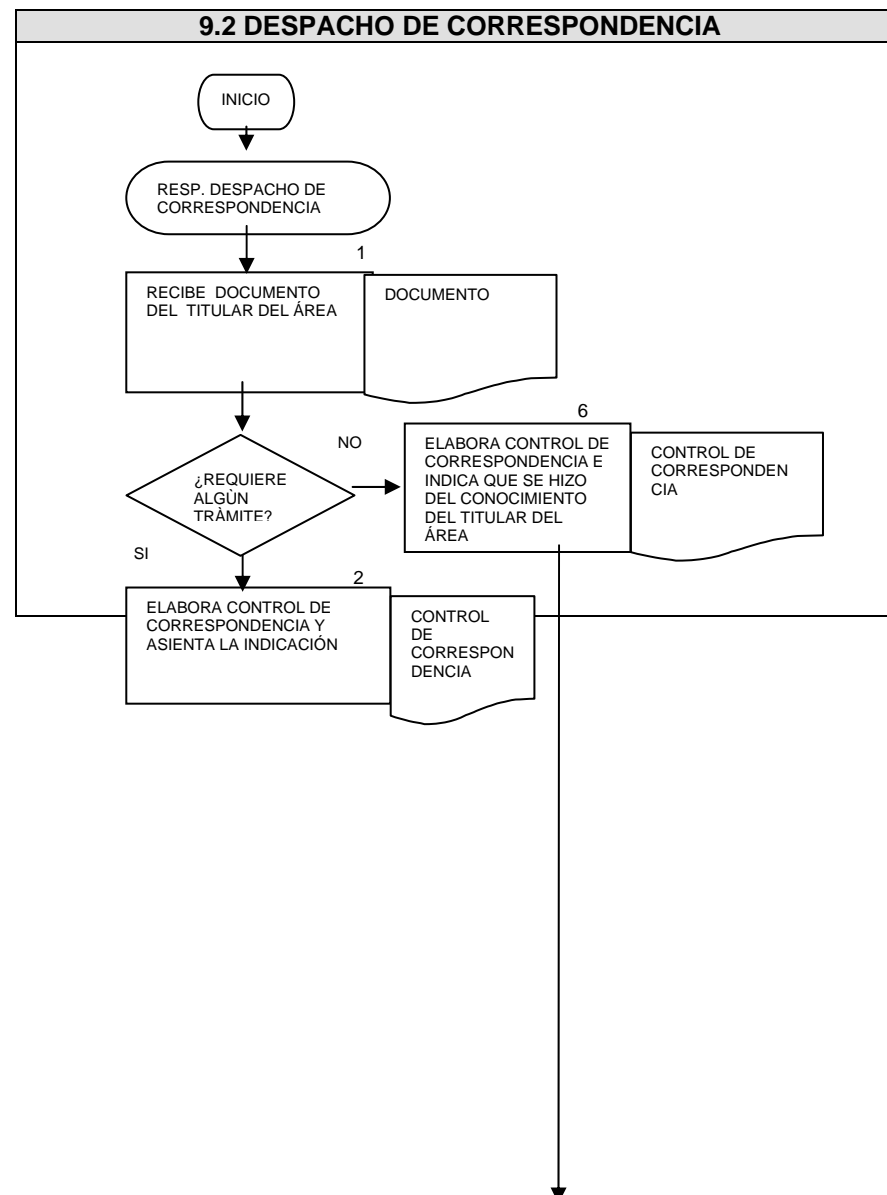 9.2 DESPACHO DE CORRESPONDENCIA
INICIO
RESP. DESPACHO DE
CORRESPONDENCIA
1
RECIBE DOCUMENTO
DEL TITULAR DEL ÁREA
DOCUMENTO
¿REQUIERE
ALGÙN
TRÀMITE?
NO
6
ELABORA CONTROL DE
CORRESPONDENCIA E
INDICA QUE SE HIZO
DEL CONOCIMIENTO
DEL TITULAR DEL
ÁREA
CONTROL DE
CORRESPONDEN
CIA
SI
2
ELABORA CONTROL DE
CORRESPONDENCIA Y
ASIENTA LA INDICACIÓN
CONTROL
DE
CORRESPON
DENCIA